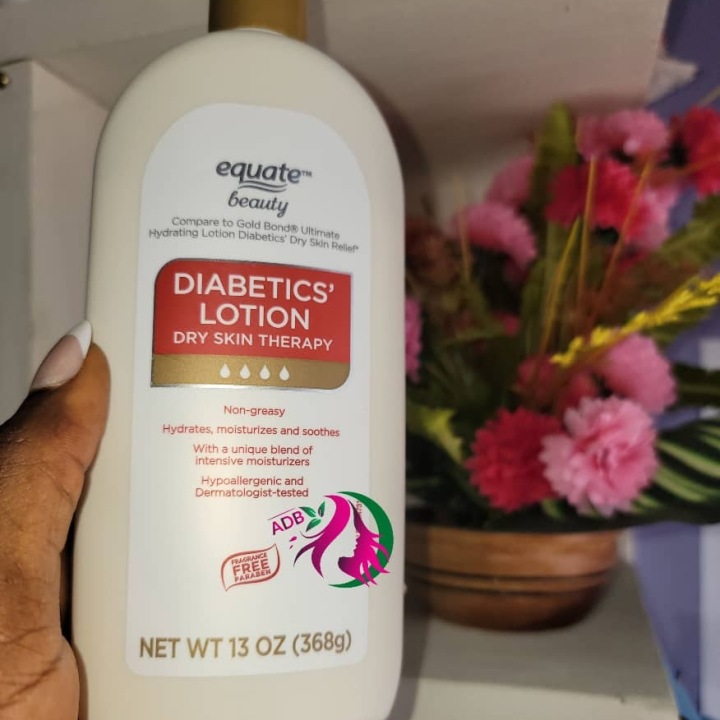 equate™
beauty
Compare to Gold Bond® Ultimate
Hydrating Lotion Diabetics' Dry Skin Relief*
DIABETICS'
LOTION
DRY SKIN THERAPY
Non-greasy
Hydrates, moisturizes and soothes
With a unique blend of
intensive moisturizers
Hypoallergenic and
Dermatologist-tested
ADB
FRAGRANCE
FREE
PARABEN
NET WT 13 OZ (368g)